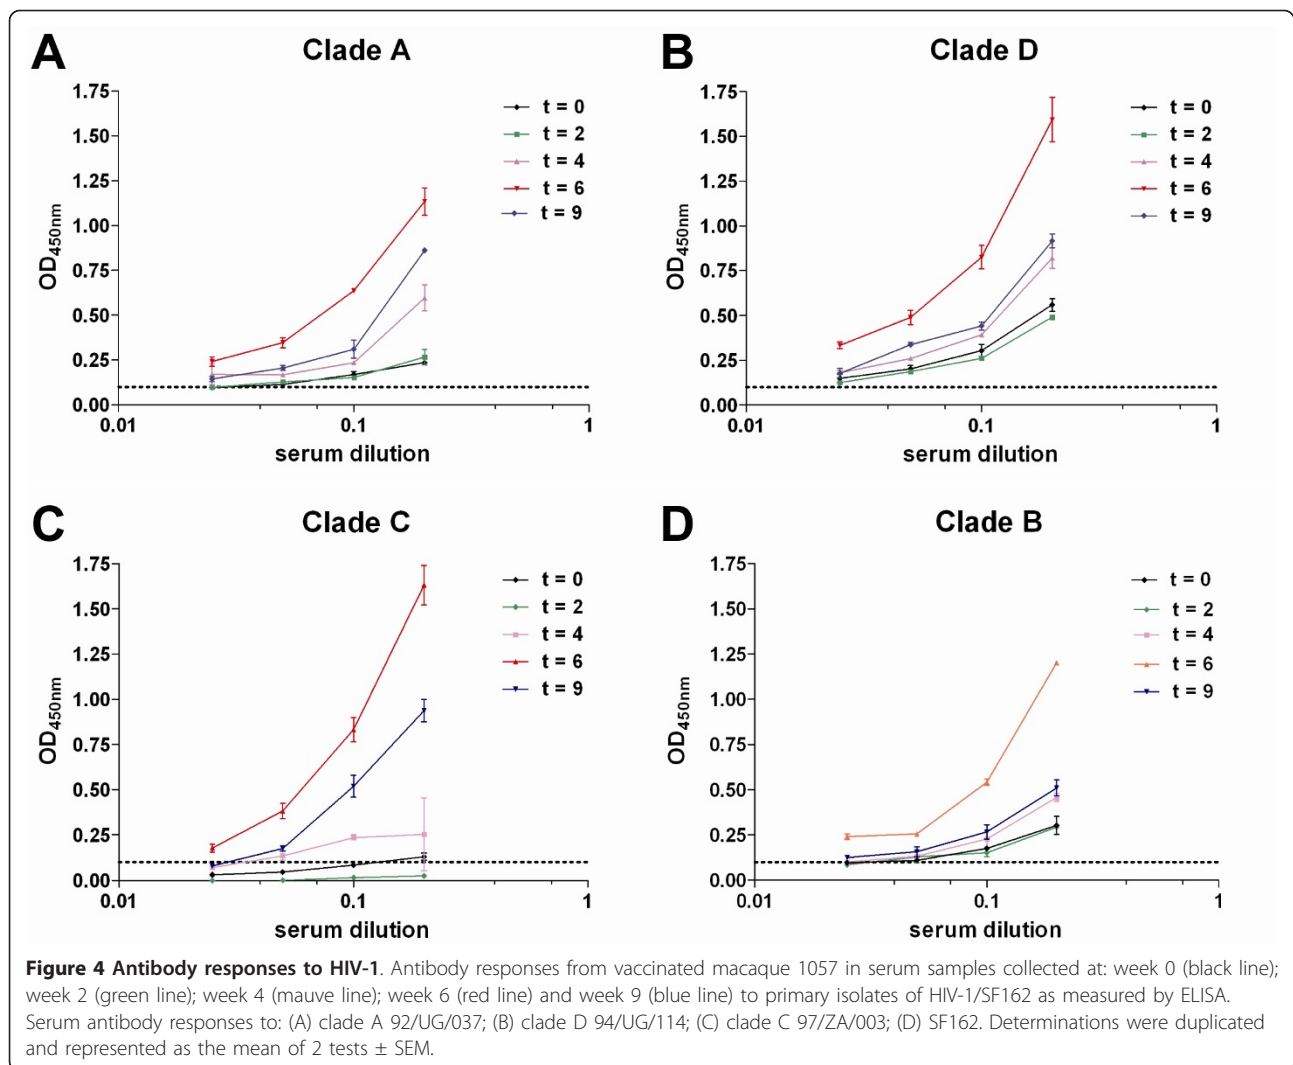 A
Clade A
1.75
1.50
1.25
1.00
0.75
0.50
0.25
0.00
OD450nm
0.01
0.1
1
serum dilution
t = 0
t = 2
t = 4
t = 6
t = 9
B
Clade D
1.75
1.50
1.25
1.00
0.75
0.50
0.25
0.00
OD450nm
0.01
0.1
1
serum dilution
t = 0
t = 2
t = 4
t = 6
t = 9
C
Clade C
1.75
1.50
1.25
1.00
0.75
0.50
0.25
0.00
OD450nm
0.01
0.1
1
serum dilution
t = 0
t = 2
t = 4
t = 6
t = 9
D
Clade B
1.75
1.50
1.25
1.00
0.75
0.50
0.25
0.00
OD450nm
0.01
0.1
1
serum dilution
t = 0
t = 2
t = 4
t = 6
t = 9
Figure 4 Antibody responses to HIV-1. Antibody responses from vaccinated macaque 1057 in serum samples collected at: week 0 (black line);
week 2 (green line); week 4 (mauve line); week 6 (red line) and week 9 (blue line) to primary isolates of HIV-1/SF162 as measured by ELISA.
Serum antibody responses to: (A) clade A 92/UG/037; (B) clade D 94/UG/114; (C) clade C 97/ZA/003; (D) SF162. Determinations were duplicated
and represented as the mean of 2 tests ± SEM.